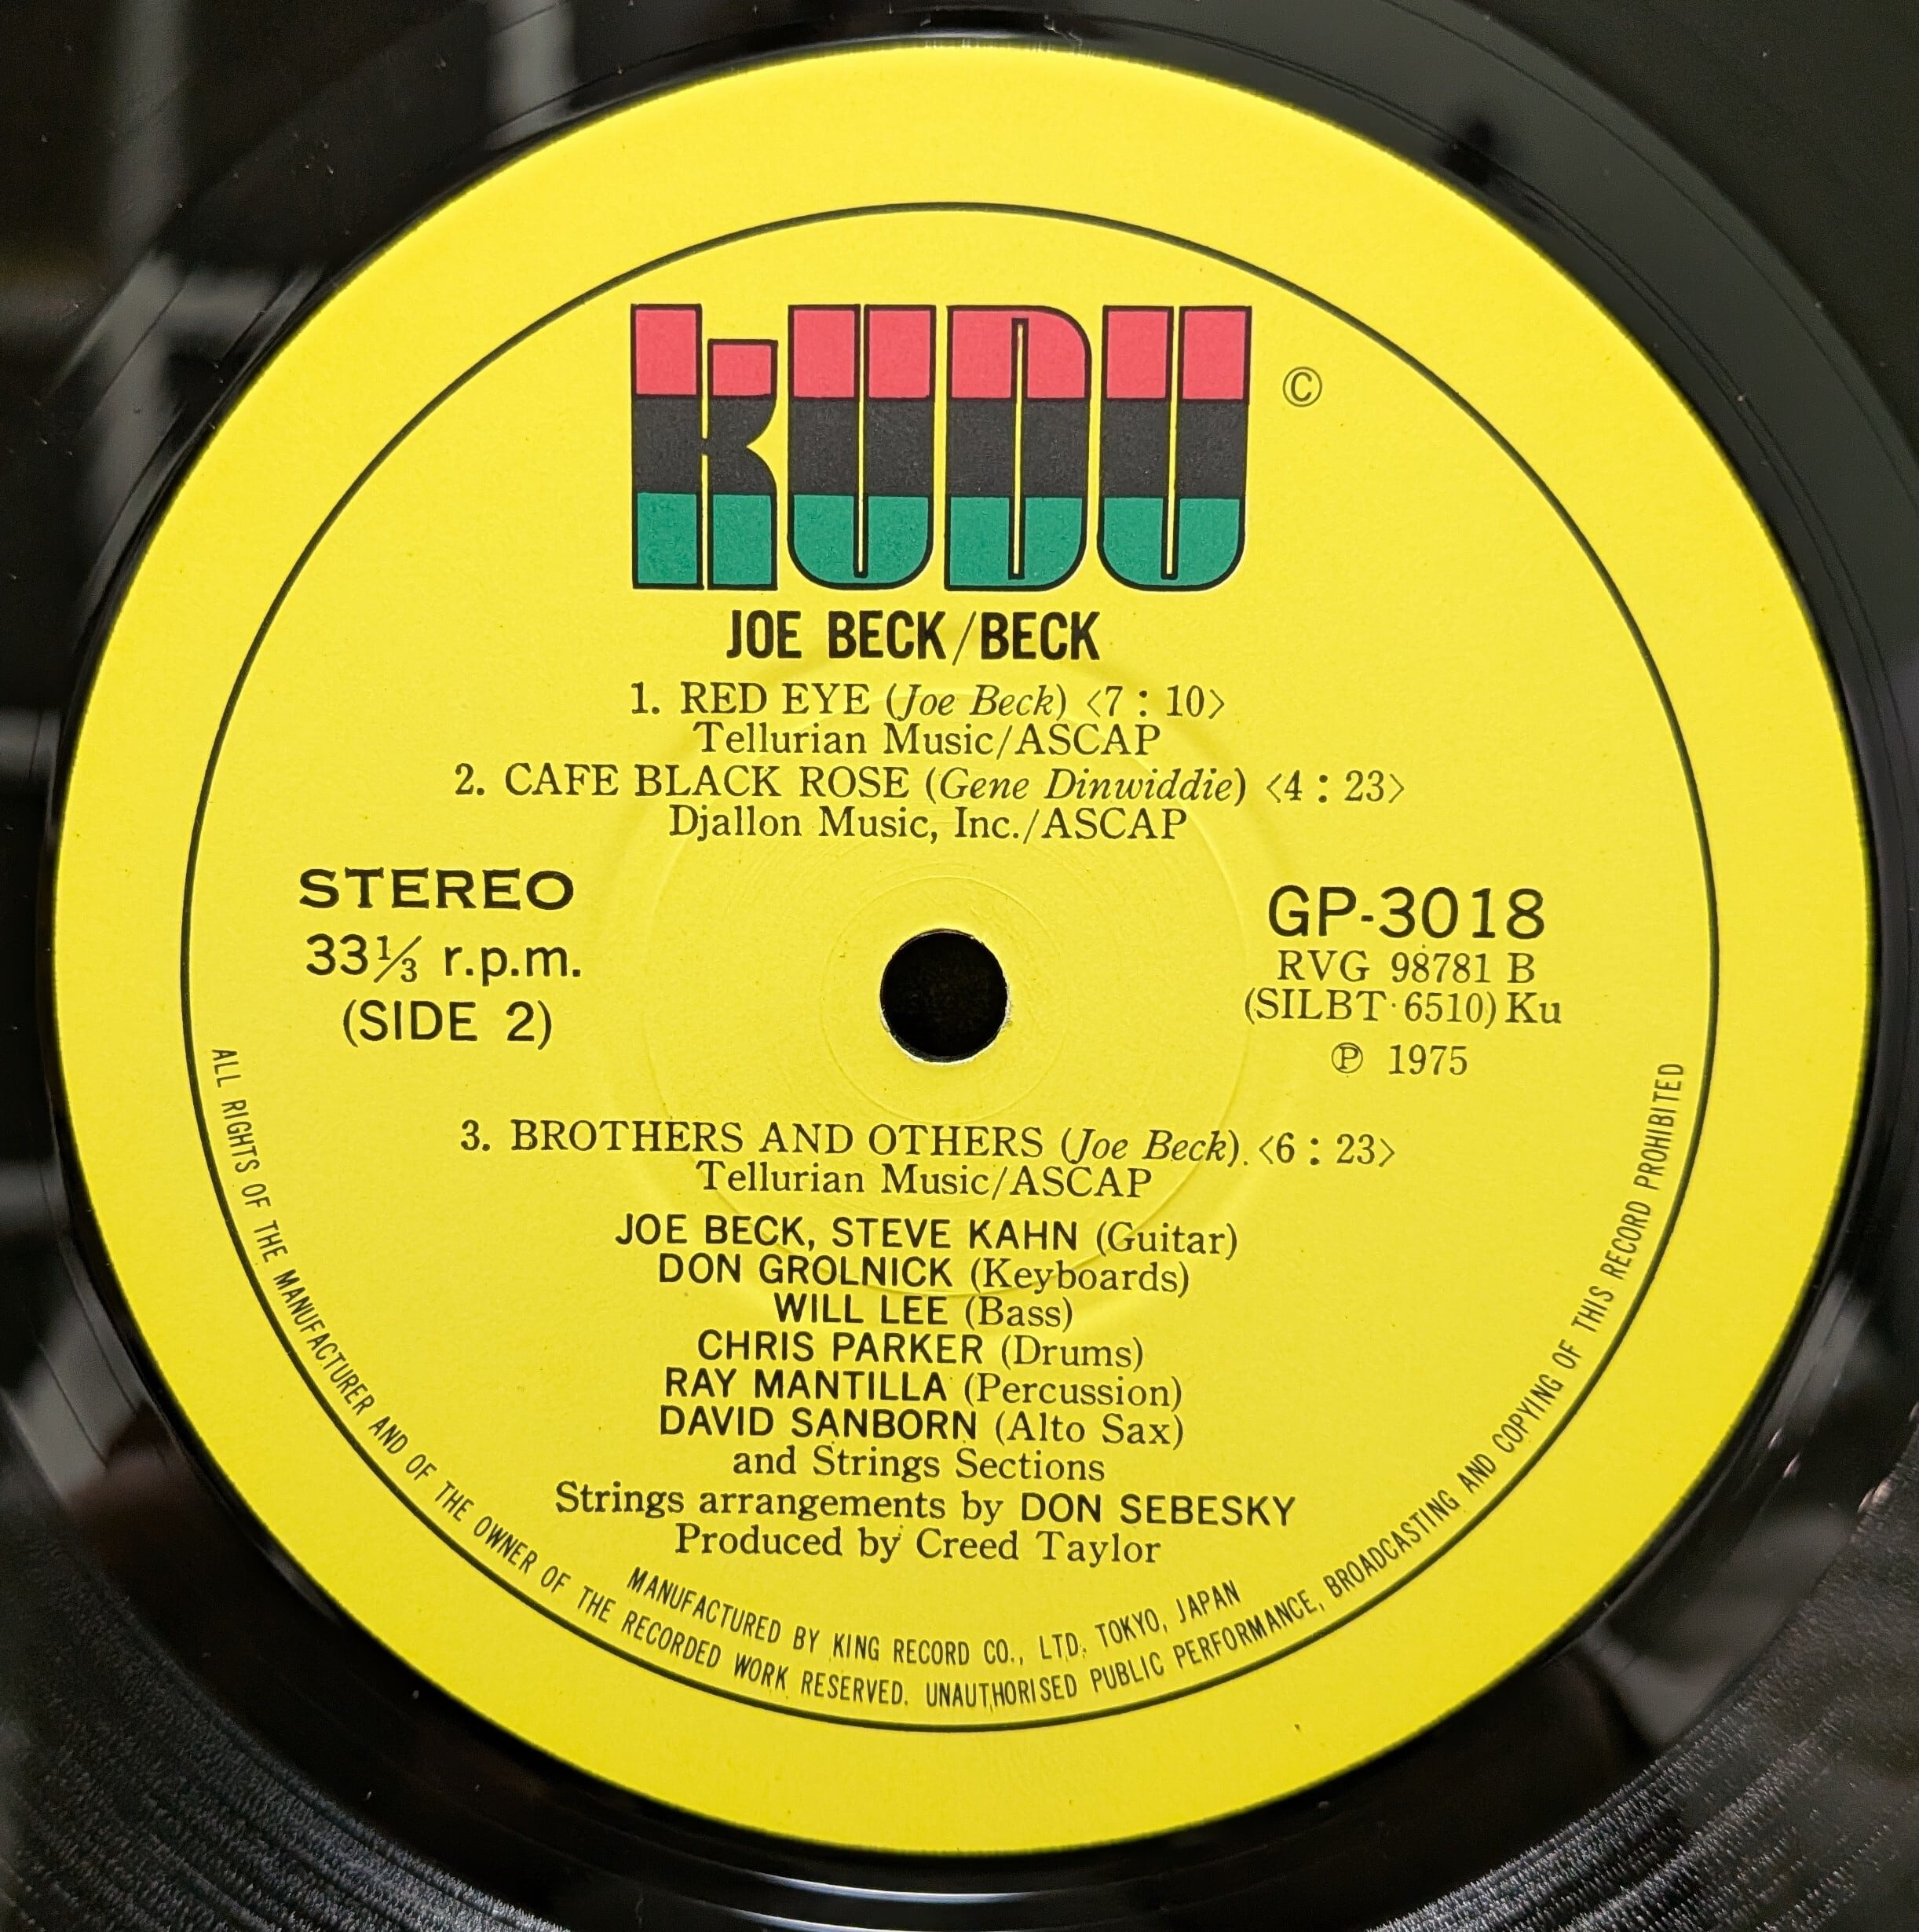 KUDU ©
JOE BECK/BECK
1. RED EYE (Joe Beck) <7 : 10>
Tellurian Music/ASCAP
2. CAFE BLACK ROSE (Gene Dinwiddie) <4 : 23>
Djallon Music, Inc./ASCAP
STEREO
33⅓ r.p.m.
(SIDE 2)
GP-3018
RVG 98781 B
(SILBT·6510) Ku
℗ 1975
3. BROTHERS AND OTHERS (Joe Beck). <6 : 23>
Tellurian Music/ASCAP
JOE BECK, STEVE KAHN (Guitar)
DON GROLNICK (Keyboards)
WILL LEE (Bass)
CHRIS PARKER (Drums)
RAY MANTILLA (Percussion)
DAVID SANBORN (Alto Sax)
and Strings Sections
Strings arrangements by DON SEBESKY
Produced by Creed Taylor
MANUFACTURED BY KING RECORD CO., LTD. TOKYO, JAPAN
ALL RIGHTS OF THE MANUFACTURER AND OF THE OWNER OF THE RECORDED WORK RESERVED. UNAUTHORISED PUBLIC PERFORMANCE, BROADCASTING AND COPYING OF THIS RECORD PROHIBITED